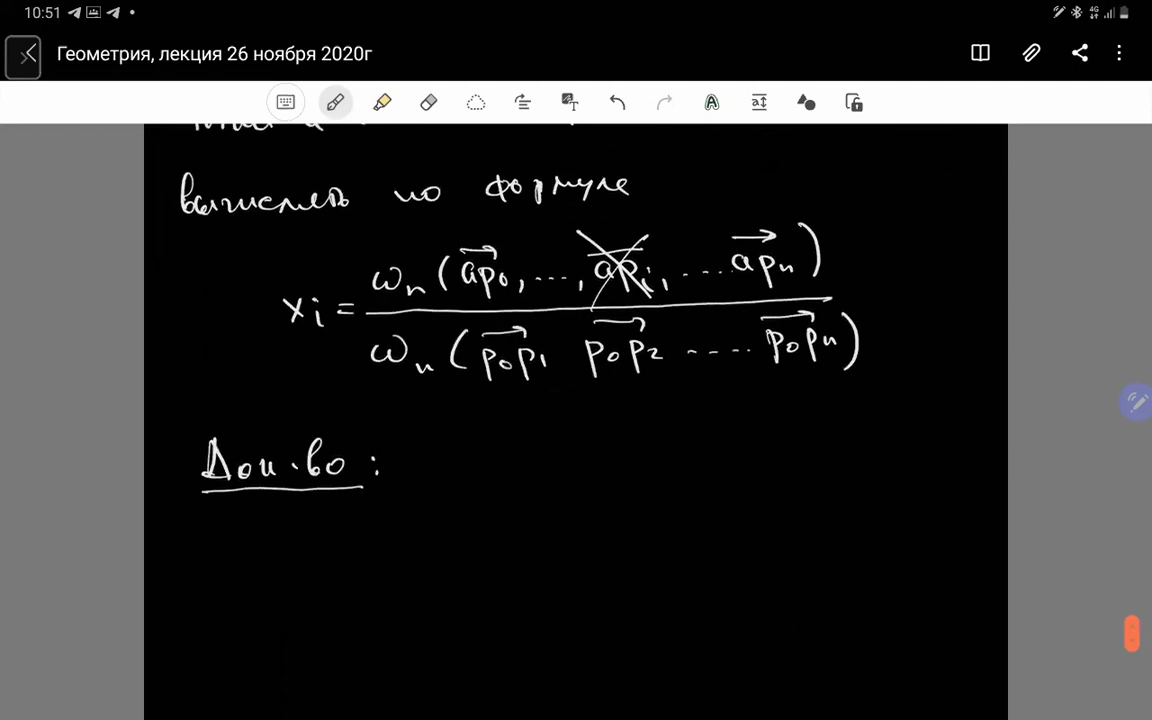 10:51
4G
Геометрия, лекция 26 ноября 2020г
вычислять по формуле
xᵢ = ωₙ(ap₀, ..., apᵢ, ... apₙ) / ωₙ(p₀p₁ p₀p₂ .... p₀pₙ)
Док-во: